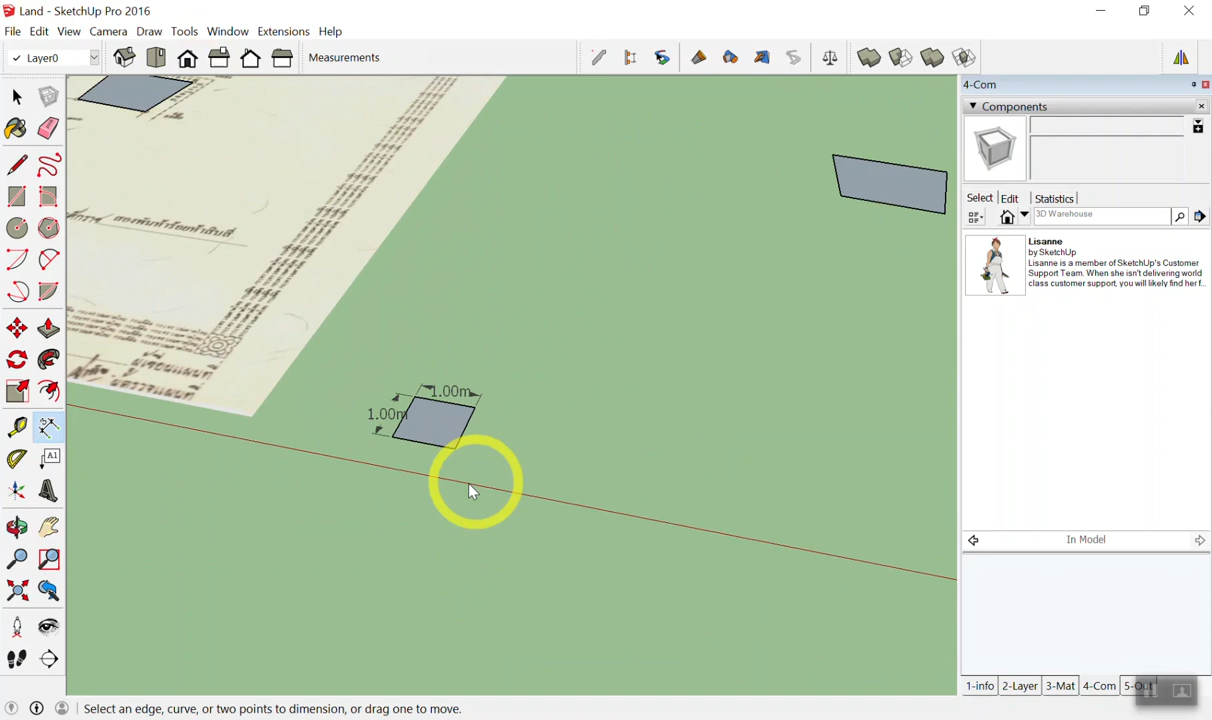 Land - SketchUp Pro 2016
File Edit View Camera Draw Tools Window Extensions Help
✓ Layer0
Measurements
4-Com
Components
Select Edit Statistics
3D Warehouse
Lisanne
by SketchUp
Lisanne is a member of SketchUp's Customer
Support Team. When she isn't delivering world
class customer support, you will likely find her f...
1.00m
1.00m
A1
In Model
1-info 2-Layer 3-Mat 4-Com
Select an edge, curve, or two points to dimension, or drag one to move.